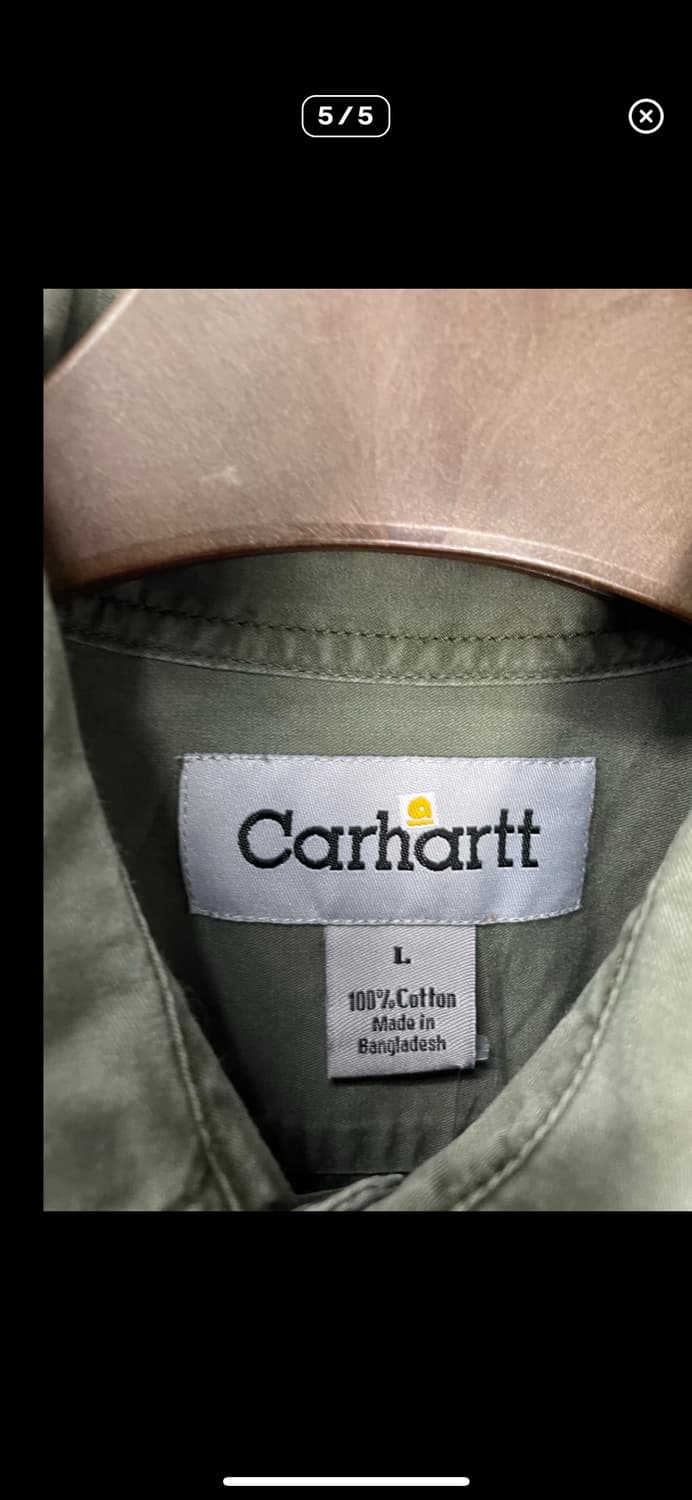 5/5
Carhartt
L
100% Cotton
Made in
Bangladesh